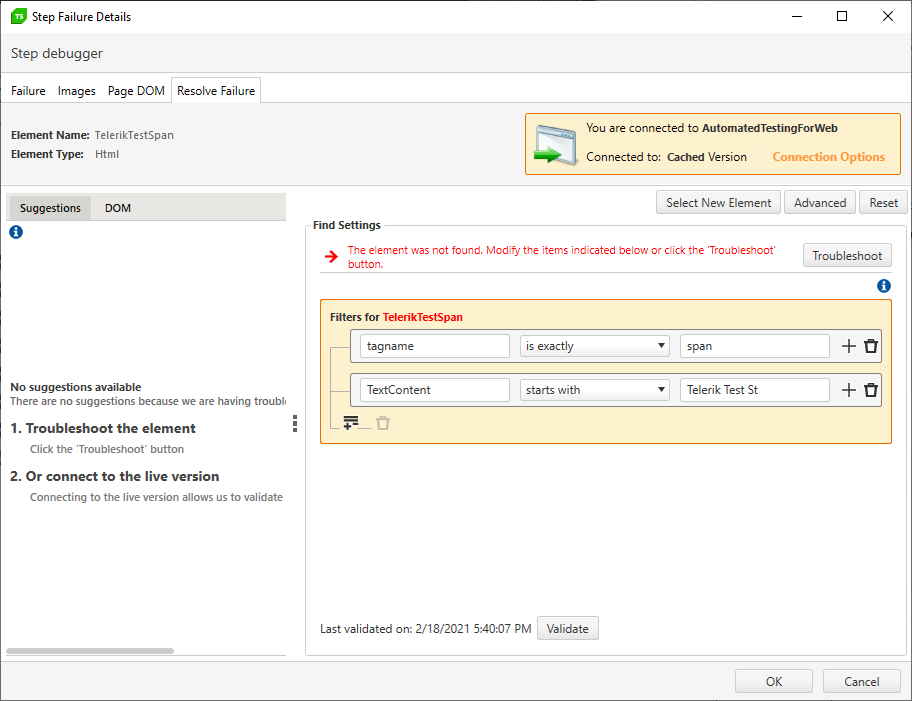 TS Step Failure Details
Step debugger
Failure Images Page DOM Resolve Failure
Element Name: TelerikTestSpan
Element Type: Html
You are connected to AutomatedTestingForWeb
Connected to: Cached Version Connection Options
Suggestions DOM
No suggestions available
There are no suggestions because we are having troubl
1. Troubleshoot the element
Click the 'Troubleshoot' button
2. Or connect to the live version
Connecting to the live version allows us to validate
Select New Element Advanced Reset
Find Settings
The element was not found. Modify the items indicated below or click the 'Troubleshoot'
button.
Troubleshoot
Filters for TelerikTestSpan
tagname is exactly span
TextContent starts with Telerik Test St
Last validated on: 2/18/2021 5:40:07 PM Validate
OK Cancel